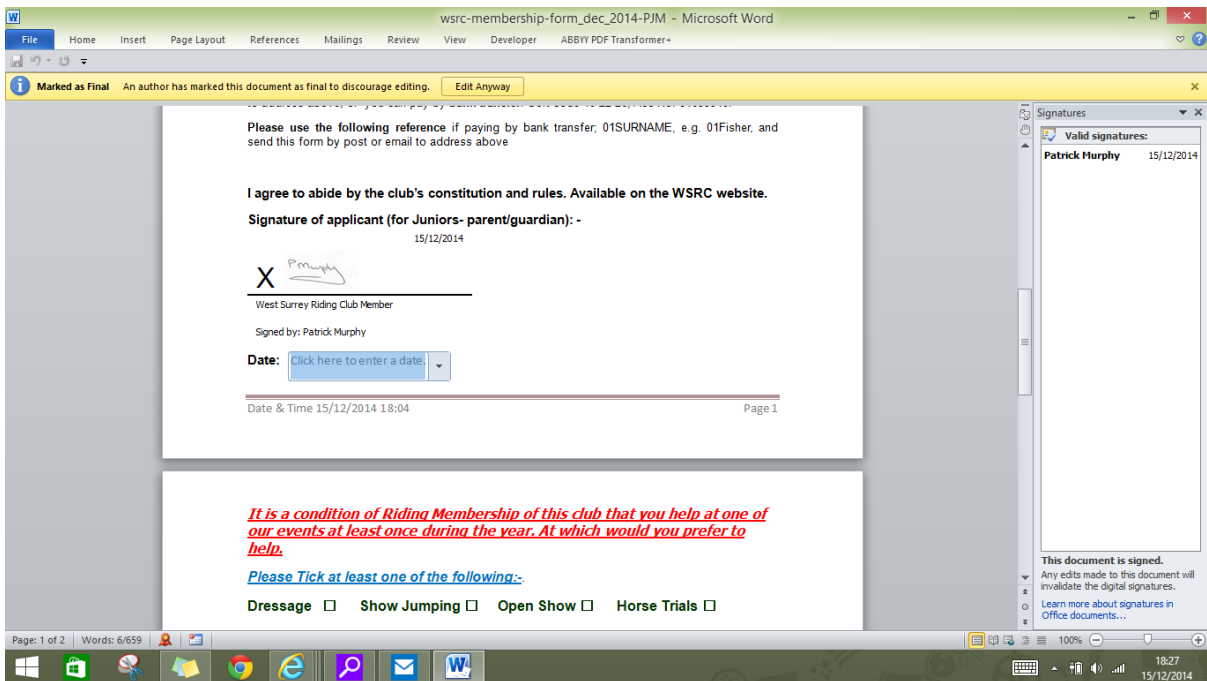 wsrc-membership-form_dec_2014-PJM - Microsoft Word
File Home Insert Page Layout References Mailings Review View Developer ABBYY PDF Transformer+
Marked as Final An author has marked this document as final to discourage editing. Edit Anyway
Please use the following reference if paying by bank transfer; 01SURNAME, e.g. 01Fisher, and
send this form by post or email to address above
I agree to abide by the club's constitution and rules. Available on the WSRC website.
Signature of applicant (for Juniors- parent/guardian): -
15/12/2014
X PMurphy
West Surrey Riding Club Member
Signed by: Patrick Murphy
Date: Click here to enter a date.
Date & Time 15/12/2014 18:04 Page 1
It is a condition of Riding Membership of this club that you help at one of
our events at least once during the year. At which would you prefer to
help.
Please Tick at least one of the following:-.
Dressage ☐ Show Jumping ☐ Open Show ☐ Horse Trials ☐
Signatures
Valid signatures:
Patrick Murphy 15/12/2014
This document is signed.
Any edits made to this document will
invalidate the digital signatures.
Learn more about signatures in
Office documents...
Page: 1 of 2 Words: 6/659 100%
18:27
15/12/2014